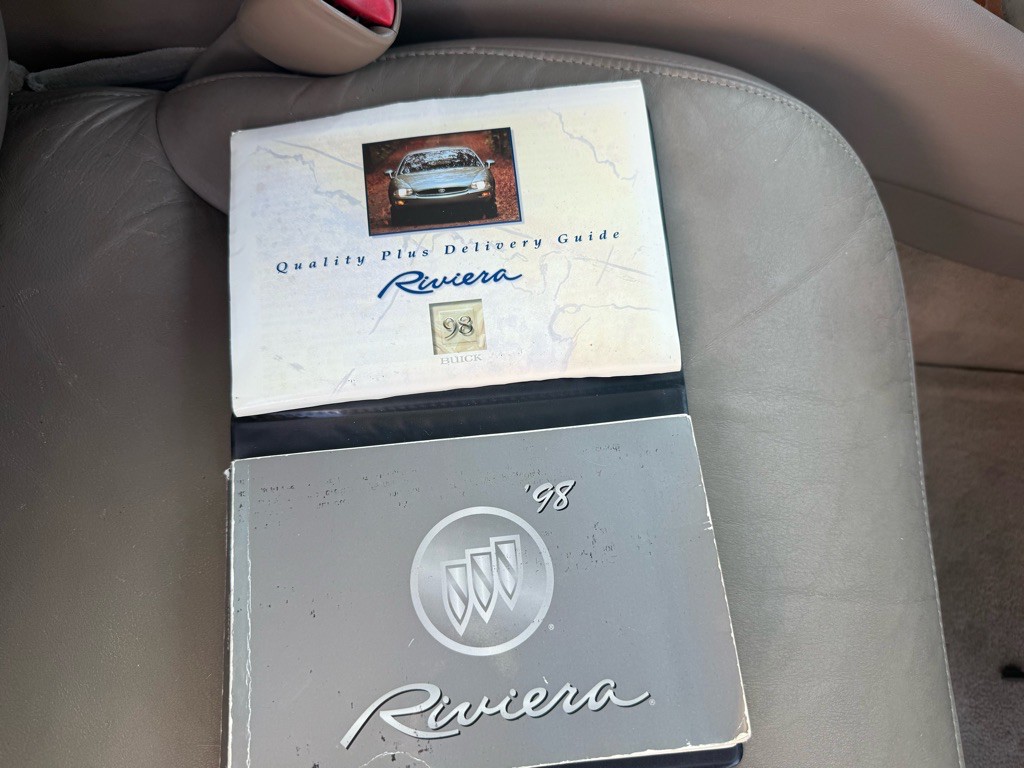 Quality Plus Delivery Guide
Riviera
98
BUICK
'98
®
Riviera®